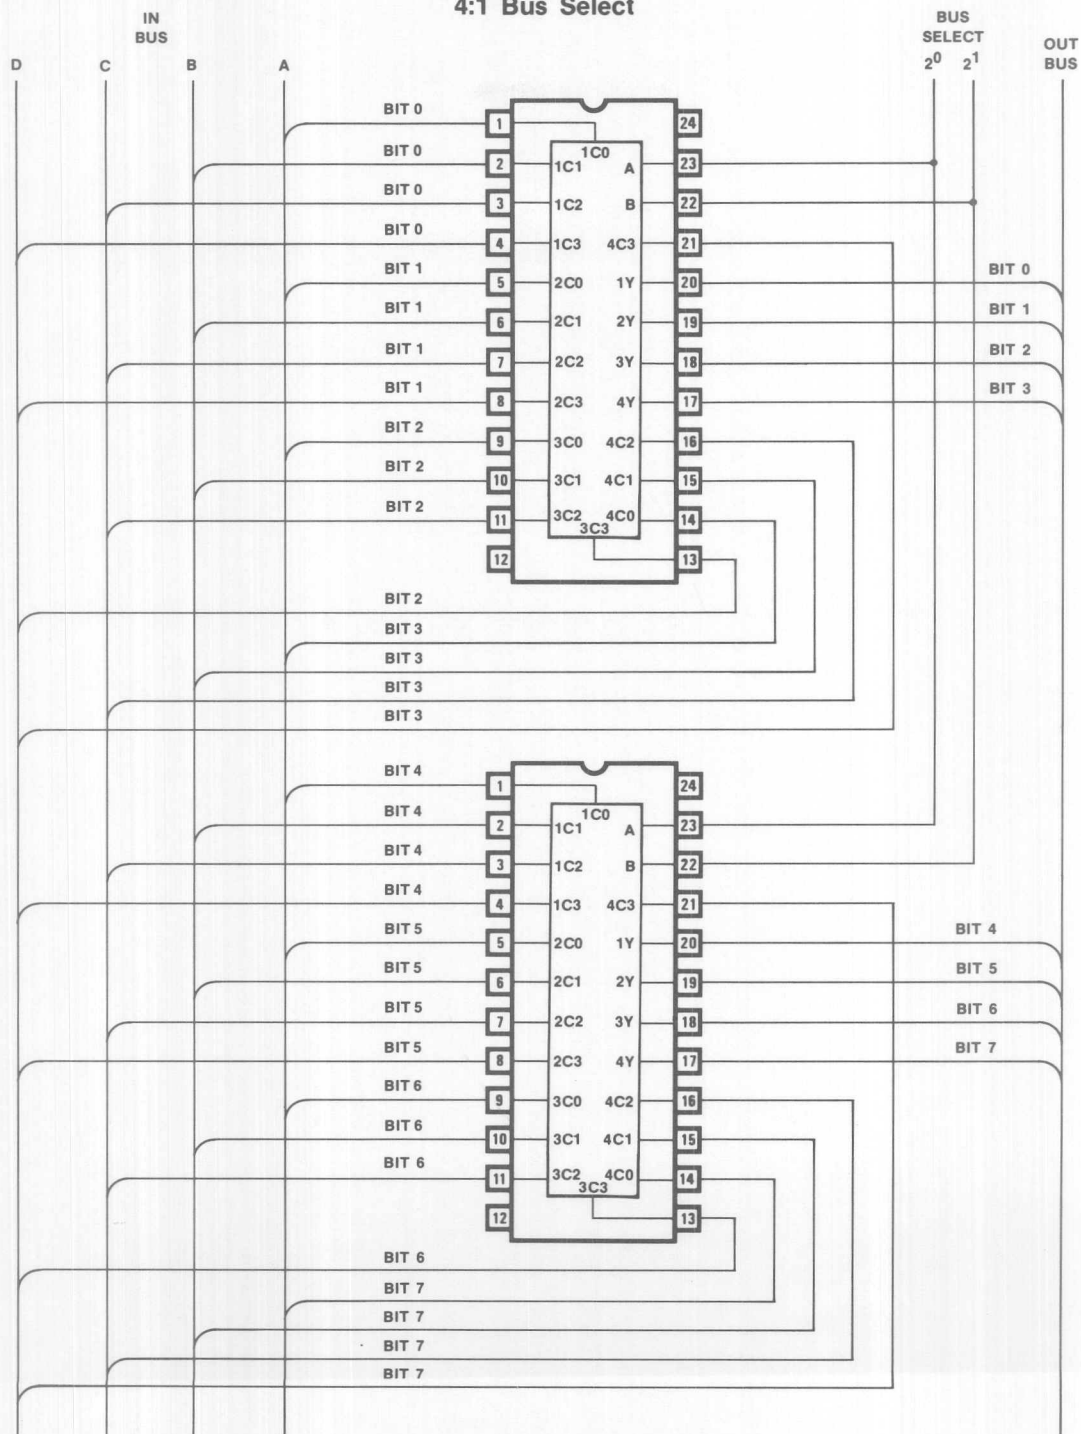 4:1 Bus Select
IN
BUS
BUS
SELECT
OUT
BUS
D C B A 2⁰ 2¹
BIT 0 1 24
1C0
BIT 0 2 1C1 A 23
BIT 0 3 1C2 B 22
BIT 0 4 1C3 4C3 21
BIT 1 5 2C0 1Y 20 BIT 0
BIT 1 6 2C1 2Y 19 BIT 1
BIT 1 7 2C2 3Y 18 BIT 2
BIT 1 8 2C3 4Y 17 BIT 3
BIT 2 9 3C0 4C2 16
BIT 2 10 3C1 4C1 15
BIT 2 11 3C2 4C0 14
3C3
12 13
BIT 2
BIT 3
BIT 3
BIT 3
BIT 3
BIT 4 1 24
1C0
BIT 4 2 1C1 A 23
BIT 4 3 1C2 B 22
BIT 4 4 1C3 4C3 21
BIT 5 5 2C0 1Y 20 BIT 4
BIT 5 6 2C1 2Y 19 BIT 5
BIT 5 7 2C2 3Y 18 BIT 6
BIT 5 8 2C3 4Y 17 BIT 7
BIT 6 9 3C0 4C2 16
BIT 6 10 3C1 4C1 15
BIT 6 11 3C2 4C0 14
3C3
12 13
BIT 6
BIT 7
BIT 7
BIT 7
BIT 7